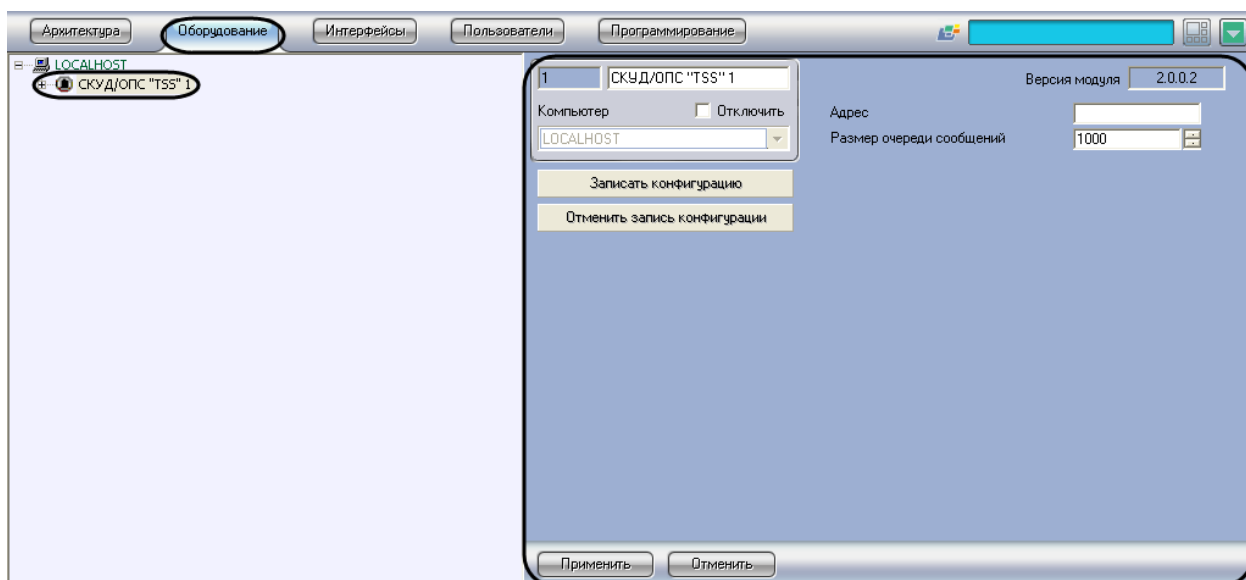 Архитектура Оборудование Интерфейсы Пользователи Программирование
LOCALHOST
СКУД/ОПС "TSS" 1
1 СКУД/ОПС "TSS" 1
Компьютер Отключить
LOCALHOST
Записать конфигурацию
Отменить запись конфигурации
Версия модуля 2.0.0.2
Адрес
Размер очереди сообщений 1000
Применить Отменить